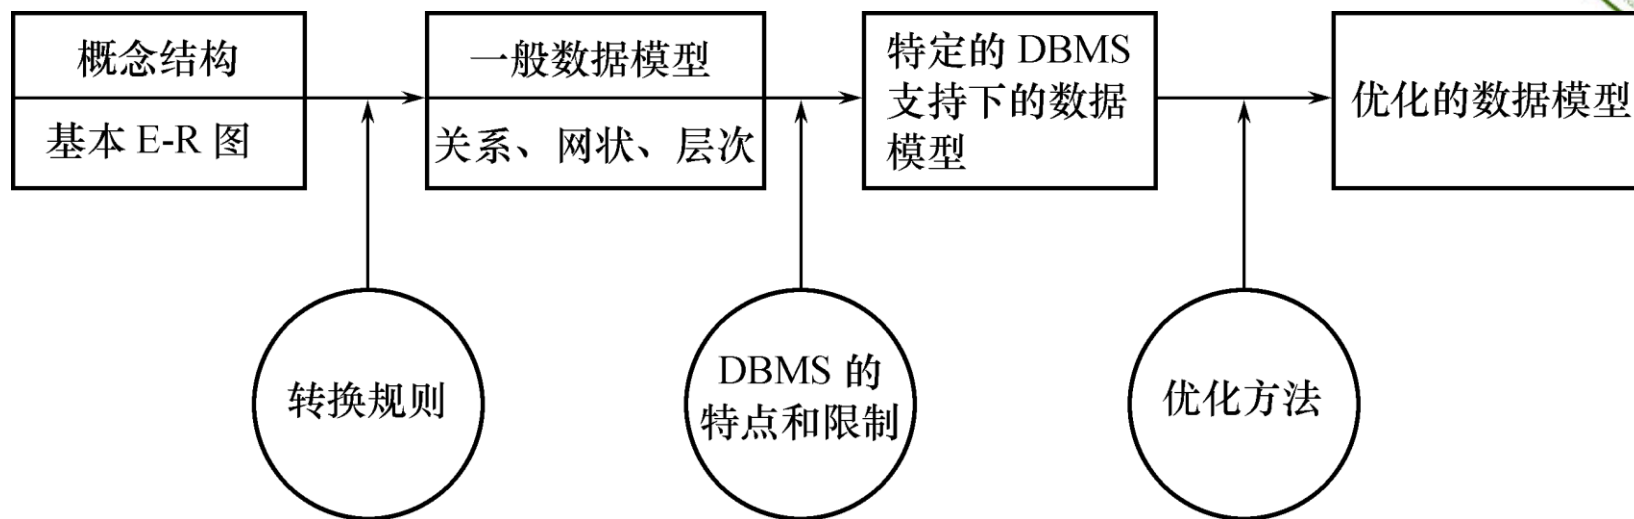 概念结构
基本 E-R 图
一般数据模型
关系、网状、层次
特定的 DBMS
支持下的数据
模型
优化的数据模型
转换规则
DBMS 的
特点和限制
优化方法